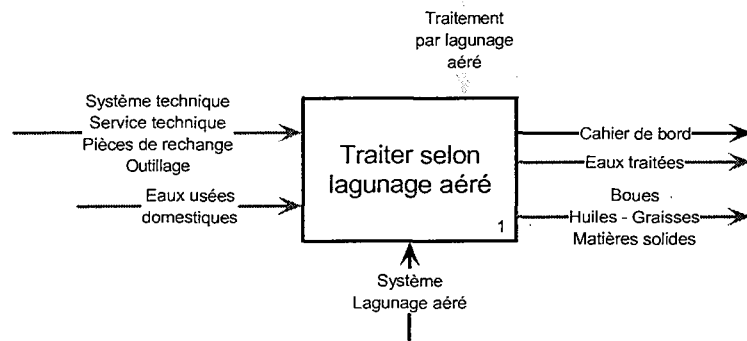 Traitement
par lagunage
aéré
Système technique
Service technique
Pièces de rechange
Outillage
Eaux usées
domestiques
Traiter selon
lagunage aéré
1
Cahier de bord
Eaux traitées
Boues
Huiles - Graisses
Matières solides
Système
Lagunage aéré